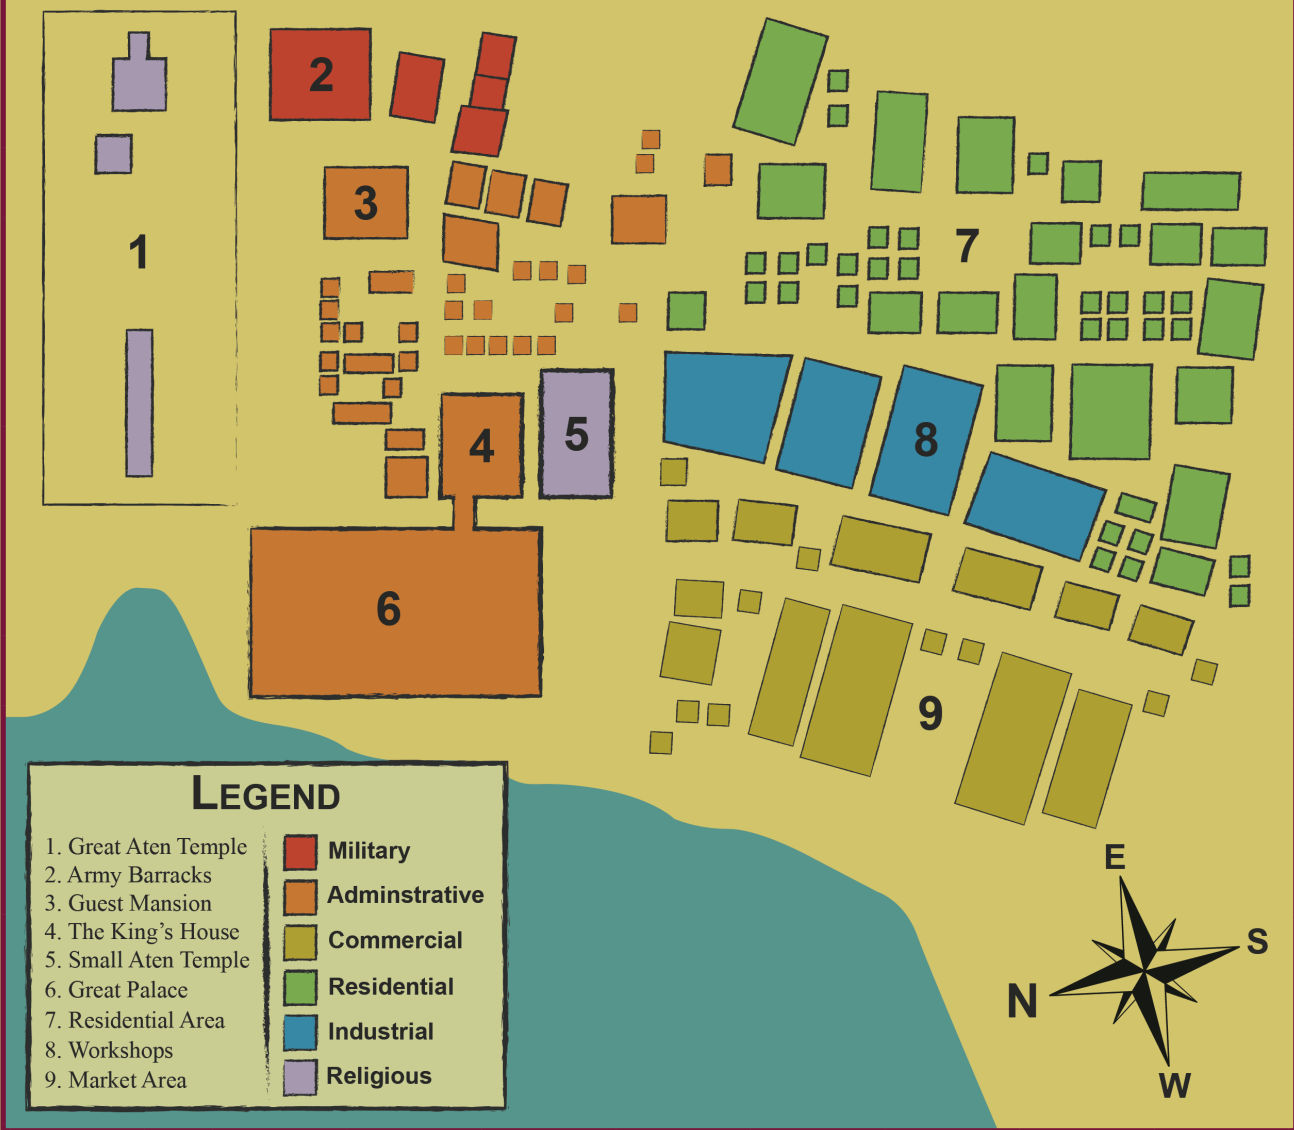 1
2
3
4
5
6
7
8
9
LEGEND
1. Great Aten Temple
2. Army Barracks
3. Guest Mansion
4. The King's House
5. Small Aten Temple
6. Great Palace
7. Residential Area
8. Workshops
9. Market Area
Military
Adminstrative
Commercial
Residential
Industrial
Religious
E
S
N
W